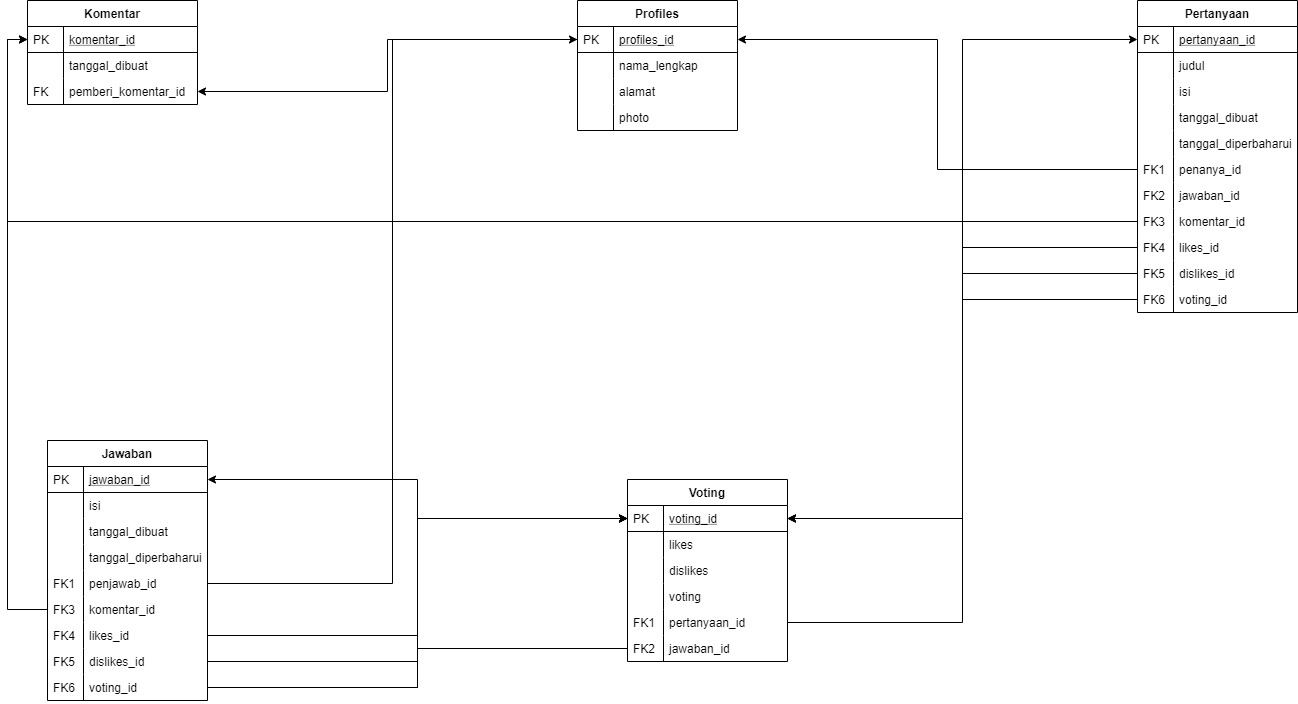 Komentar
PK komentar_id
tanggal_dibuat
FK pemberi_komentar_id
Profiles
PK profiles_id
nama_lengkap
alamat
photo
Pertanyaan
PK pertanyaan_id
judul
isi
tanggal_dibuat
tanggal_diperbaharui
FK1 penanya_id
FK2 jawaban_id
FK3 komentar_id
FK4 likes_id
FK5 dislikes_id
FK6 voting_id
Jawaban
PK jawaban_id
isi
tanggal_dibuat
tanggal_diperbaharui
FK1 penjawab_id
FK3 komentar_id
FK4 likes_id
FK5 dislikes_id
FK6 voting_id
Voting
PK voting_id
likes
dislikes
voting
FK1 pertanyaan_id
FK2 jawaban_id